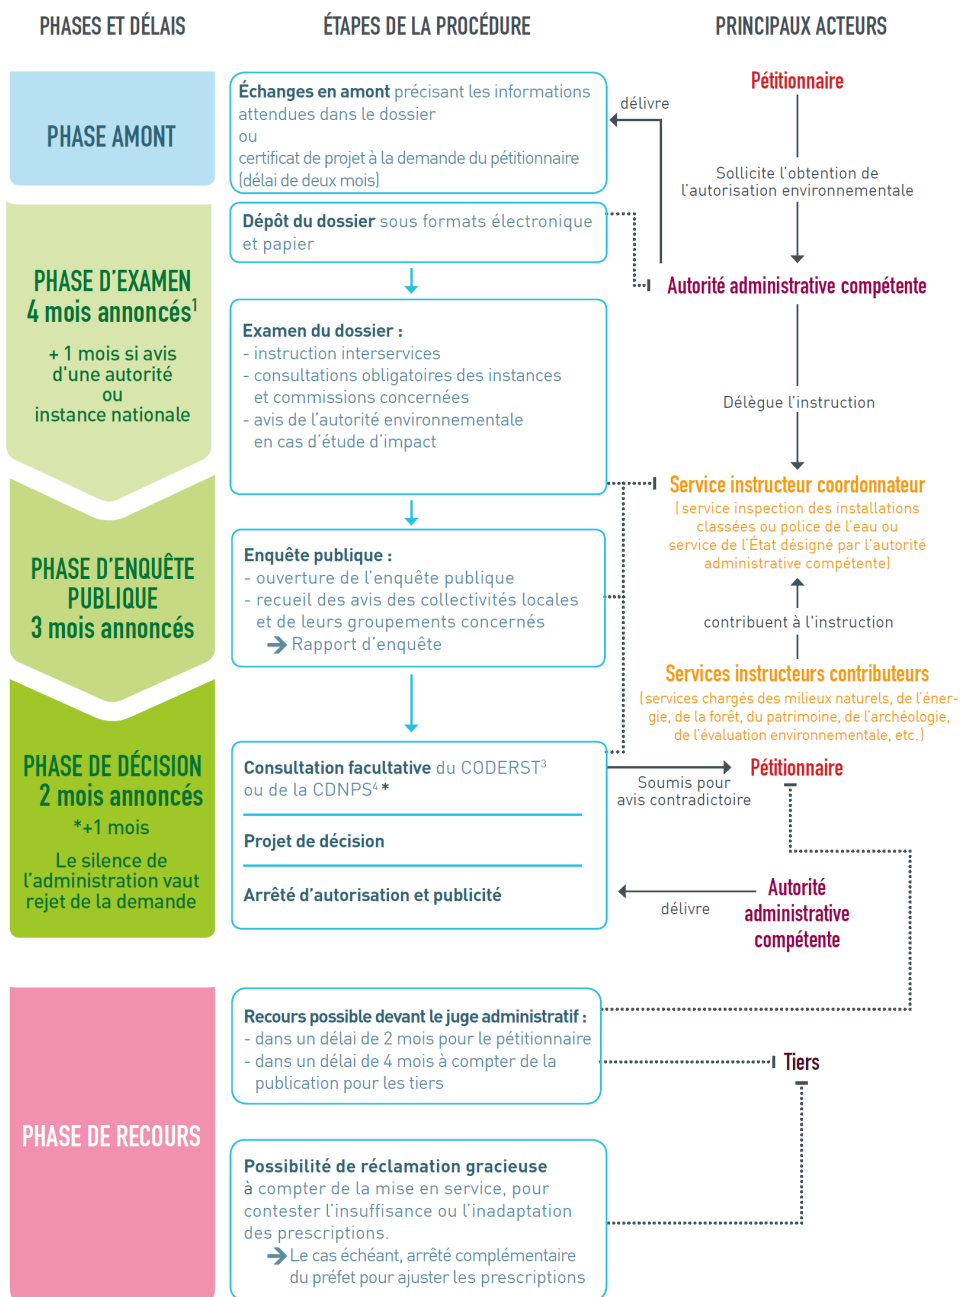 PHASES ET DÉLAIS
ÉTAPES DE LA PROCÉDURE
PRINCIPAUX ACTEURS
PHASE AMONT
Échanges en amont précisant les informations
attendues dans le dossier
ou
certificat de projet à la demande du pétitionnaire
(délai de deux mois)
délivre
Pétitionnaire
Sollicite l'obtention de
l'autorisation environnementale
Dépôt du dossier sous formats électronique
et papier
Autorité administrative compétente
PHASE D'EXAMEN
4 mois annoncés¹
+ 1 mois si avis
d'une autorité
ou
instance nationale
Examen du dossier :
- instruction interservices
- consultations obligatoires des instances
et commissions concernées
- avis de l'autorité environnementale
en cas d'étude d'impact
Délègue l'instruction
Service instructeur coordonnateur
(service inspection des installations
classées ou police de l'eau ou
service de l'État désigné par l'autorité
administrative compétente)
PHASE D'ENQUÊTE
PUBLIQUE
3 mois annoncés
Enquête publique :
- ouverture de l'enquête publique
- recueil des avis des collectivités locales
et de leurs groupements concernés
→ Rapport d'enquête
contribuent à l'instruction
Services instructeurs contributeurs
(services chargés des milieux naturels, de l'éner-
gie, de la forêt, du patrimoine, de l'archéologie,
de l'évaluation environnementale, etc.)
PHASE DE DÉCISION
2 mois annoncés
*+1 mois
Le silence de
l'administration vaut
rejet de la demande
Consultation facultative du CODERST³
ou de la CDNPS⁴ *
Projet de décision
Arrêté d'autorisation et publicité
Soumis pour
avis contradictoire
Pétitionnaire
délivre
Autorité
administrative
compétente
PHASE DE RECOURS
Recours possible devant le juge administratif :
- dans un délai de 2 mois pour le pétitionnaire
- dans un délai de 4 mois à compter de la
publication pour les tiers
Tiers
Possibilité de réclamation gracieuse
à compter de la mise en service, pour
contester l'insuffisance ou l'inadaptation
des prescriptions.
→ Le cas échéant, arrêté complémentaire
du préfet pour ajuster les prescriptions